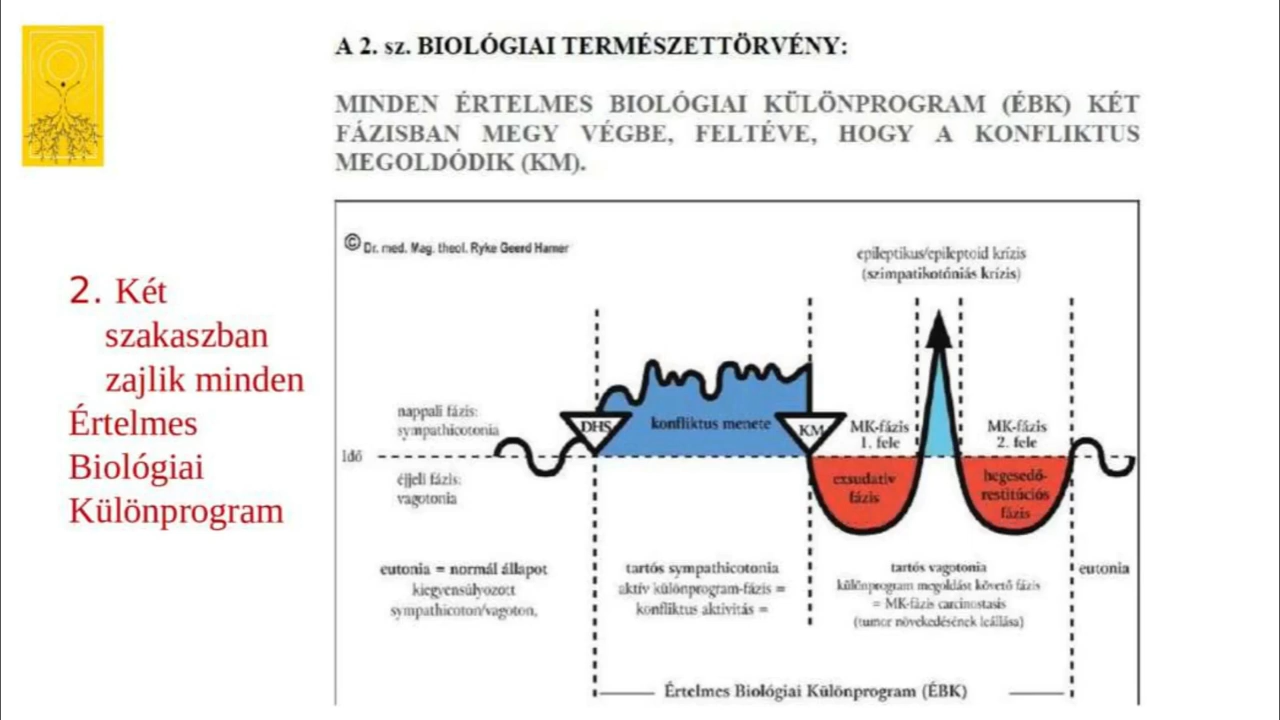 A 2. sz. BIOLÓGIAI TERMÉSZETTÖRVÉNY:
MINDEN ÉRTELMES BIOLÓGIAI KÜLÖNPROGRAM (ÉBK) KÉT
FÁZISBAN MEGY VÉGBE, FELTÉVE, HOGY A KONFLIKTUS
MEGOLDÓDIK (KM).
2. Két
szakaszban
zajlik minden
Értelmes
Biológiai
Különprogram
© Dr. med. Mag. theol. Ryke Geerd Hamer
epileptikus/epileptoid krízis
(szimpatikotóniás krízis)
nappali fázis:
sympathicotonia
DHS
konfliktus menete
KM
MK-fázis
1. fele
MK-fázis
2. fele
Idő
éjjeli fázis:
vagotonia
exsudatív
fázis
hegesedő-
restitúciós
fázis
eutonia = normál állapot
kiegyensúlyozott
sympathicoton/vagoton,
tartós sympathicotonia
aktív különprogram-fázis =
konfliktus aktivitás =
tartós vagotonia
különprogram megoldást követő fázis
= MK-fázis carcinostasis
(tumor növekedésének leállása)
eutonia
Értelmes Biológiai Különprogram (ÉBK)